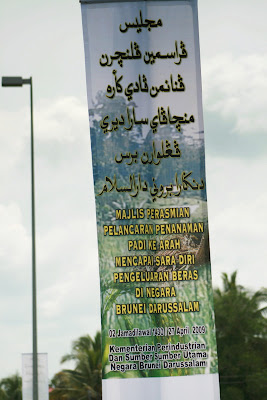 مجليس
ڤراسمين ڤلنچرن
ڤنانمن ڤادي كأره
منچاڤاي سارا ديري
ڤڠلوارن برس
دنڬارا بروني دارالسلام
MAJLIS PERASMIAN
PELANCARAN PENANAMAN
PADI KE ARAH
MENCAPAI SARA DIRI
PENGELUARAN BERAS
DI NEGARA
BRUNEI DARUSSALAM
02 Jamadilawal 1430 / 27 April 2009
Kementerian Perindustrian
Dan Sumber Sumber Utama
Negara Brunei Darussalam